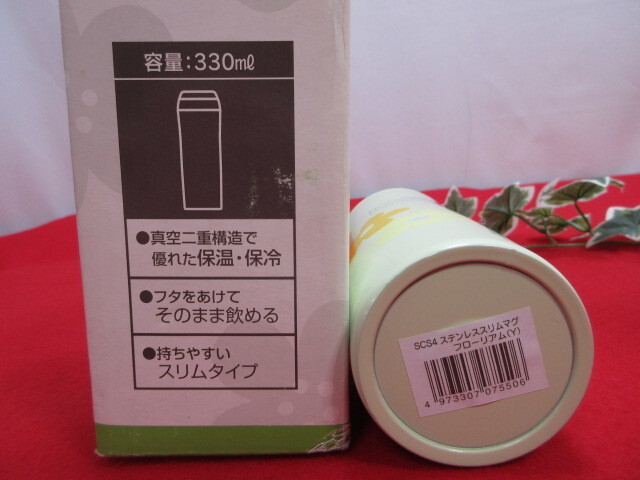 容量:330㎖
●真空二重構造で
優れた保温・保冷
●フタをあけて
そのまま飲める
●持ちやすい
スリムタイプ
SCS4 ステンレススリムマグ
フローリアム(Y)
4 973307 075506